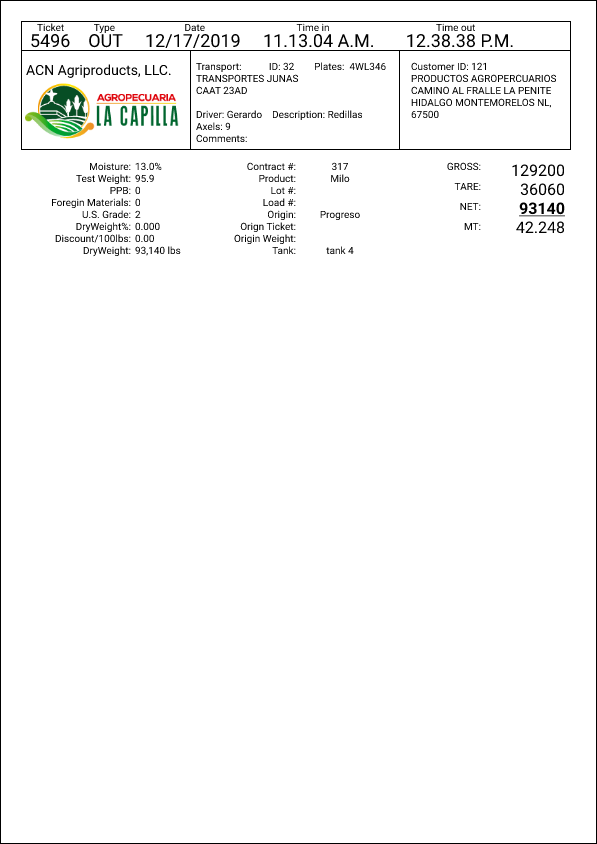 Ticket Type Date Time in Time out
5496 OUT 12/17/2019 11.13.04 A.M. 12.38.38 P.M.
ACN Agriproducts, LLC.
AGROPECUARIA
LA CAPILLA
Transport: ID: 32 Plates: 4WL346
TRANSPORTES JUNAS
CAAT 23AD
Driver: Gerardo Description: Redillas
Axels: 9
Comments:
Customer ID: 121
PRODUCTOS AGROPERCUARIOS
CAMINO AL FRALLE LA PENITE
HIDALGO MONTEMORELOS NL,
67500
Moisture: 13.0%
Test Weight: 95.9
PPB: 0
Foregin Materials: 0
U.S. Grade: 2
DryWeight%: 0.000
Discount/100lbs: 0.00
DryWeight: 93,140 lbs
Contract #: 317
Product: Milo
Lot #:
Load #:
Origin: Progreso
Orign Ticket:
Origin Weight:
Tank: tank 4
GROSS: 129200
TARE: 36060
NET: 93140
MT: 42.248